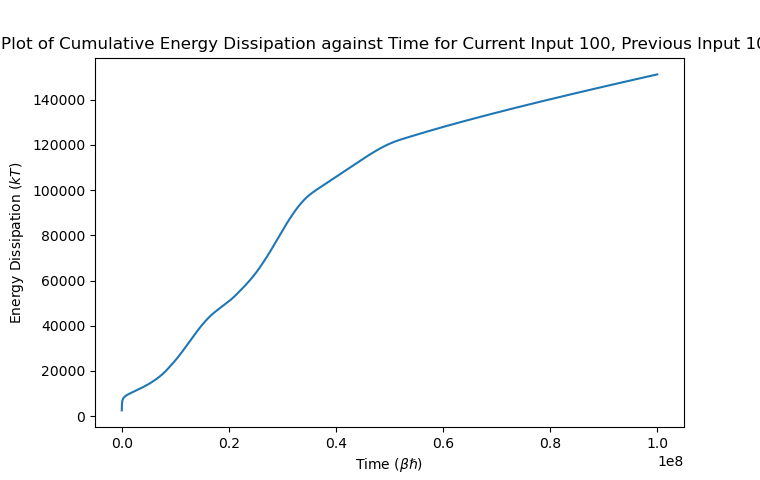 Plot of Cumulative Energy Dissipation against Time for Current Input 100, Previous Input 10
140000
120000
100000
80000
60000
40000
20000
0
Energy Dissipation (kT)
0.0 0.2 0.4 0.6 0.8 1.0
1e8
Time (βℏ)